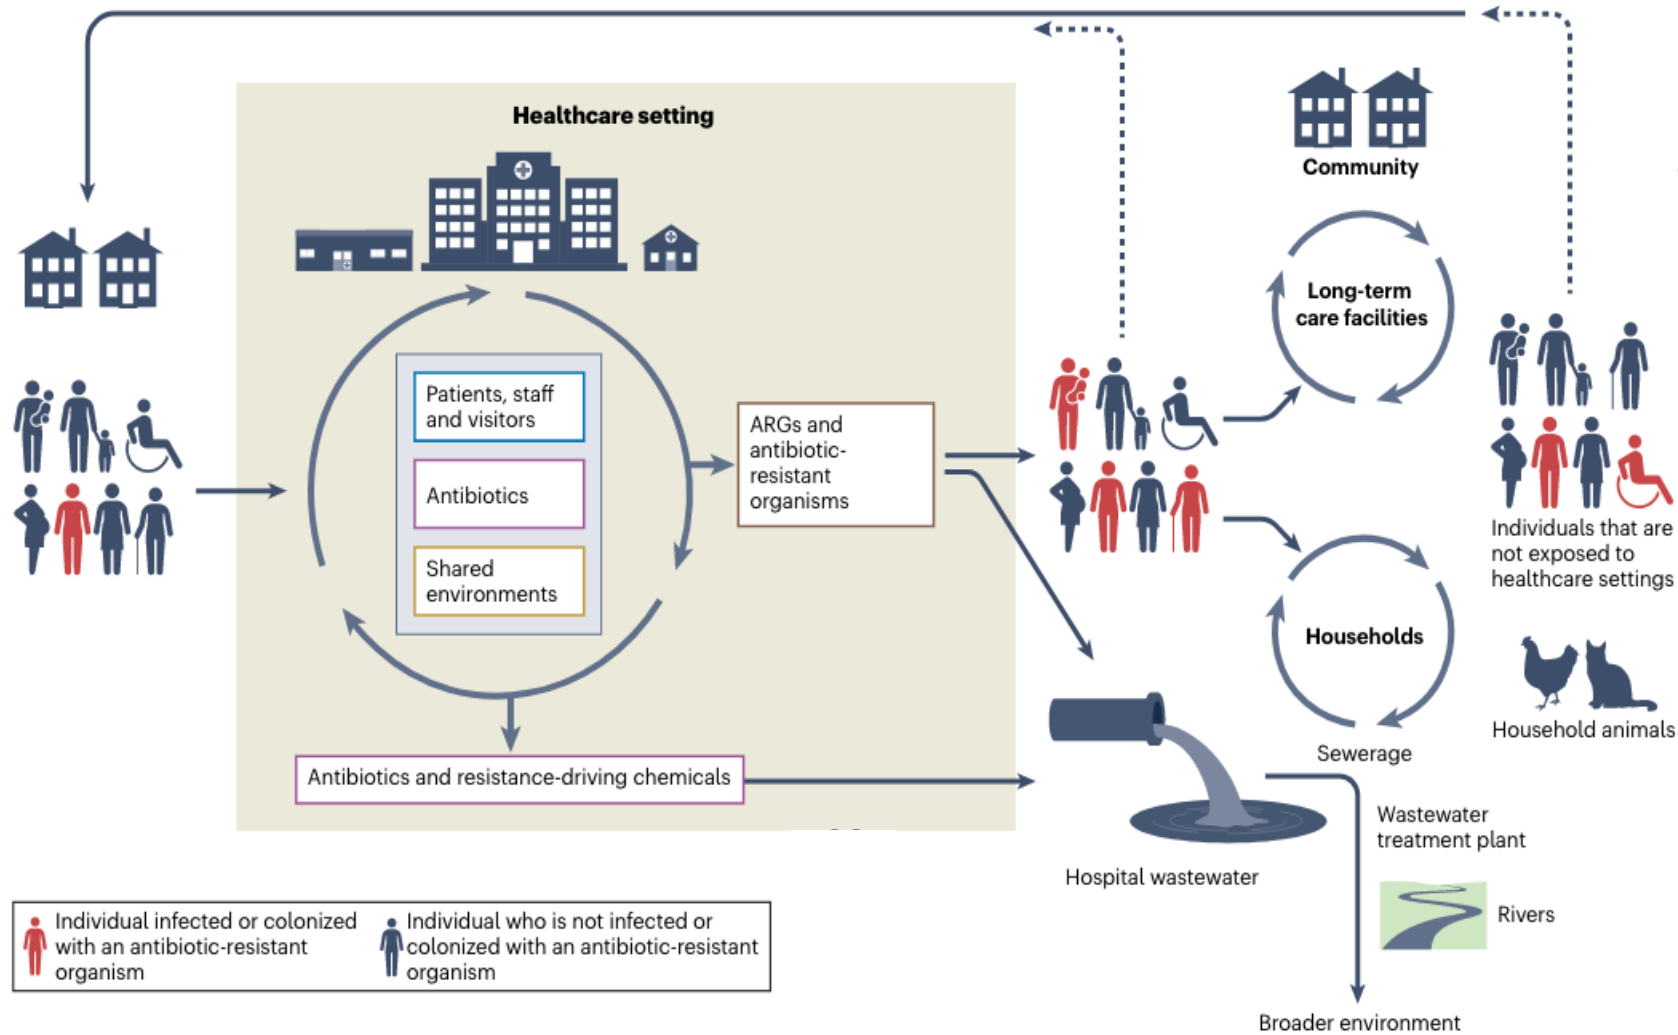 Healthcare setting
Community
Patients, staff
and visitors
Antibiotics
Shared
environments
ARGs and
antibiotic-
resistant
organisms
Antibiotics and resistance-driving chemicals
Long-term
care facilities
Households
Individuals that are
not exposed to
healthcare settings
Household animals
Sewerage
Hospital wastewater
Wastewater
treatment plant
Rivers
Broader environment
Individual infected or colonized
with an antibiotic-resistant
organism
Individual who is not infected or
colonized with an antibiotic-resistant
organism